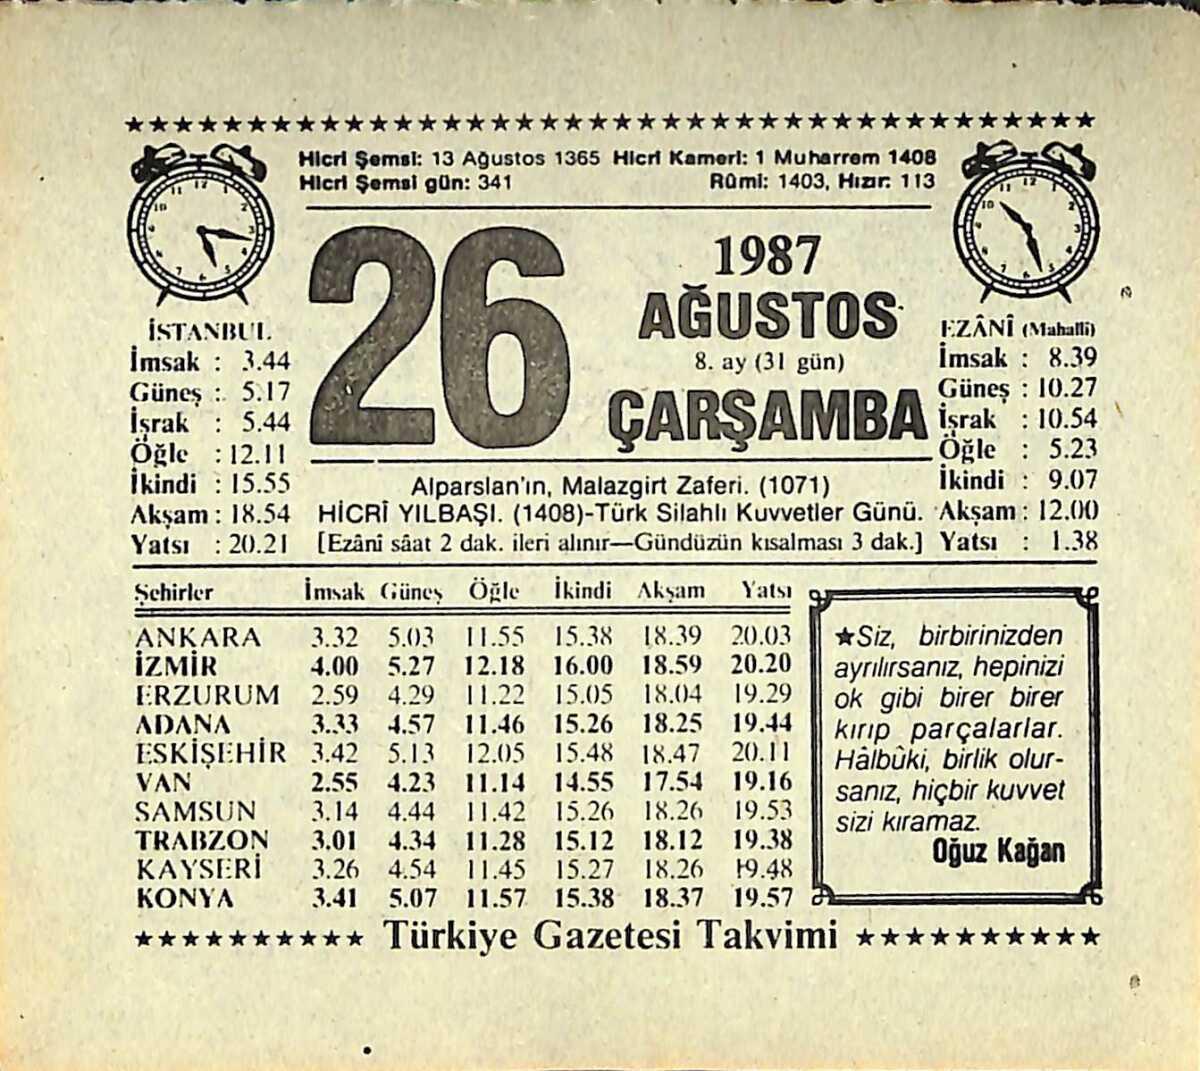 Hicri Şemsi: 13 Ağustos 1365 Hicri Kameri: 1 Muharrem 1408
Hicri Şemsi gün: 341 Rûmi: 1403, Hızır: 113
26
1987
AĞUSTOS
8. ay (31 gün)
ÇARŞAMBA
İSTANBUL
İmsak : 3.44
Güneş : 5.17
İşrak : 5.44
Öğle : 12.11
İkindi : 15.55
Akşam : 18.54
Yatsı : 20.21
EZÂNÎ (Mahallî)
İmsak : 8.39
Güneş : 10.27
İşrak : 10.54
Öğle : 5.23
İkindi : 9.07
Akşam : 12.00
Yatsı : 1.38
Alparslan'ın, Malazgirt Zaferi. (1071)
HİCRÎ YILBAŞI. (1408)-Türk Silahlı Kuvvetler Günü.
[Ezânî sâat 2 dak. ileri alınır—Gündüzün kısalması 3 dak.]
Şehirler İmsak Güneş Öğle İkindi Akşam Yatsı
ANKARA 3.32 5.03 11.55 15.38 18.39 20.03
İZMİR 4.00 5.27 12.18 16.00 18.59 20.20
ERZURUM 2.59 4.29 11.22 15.05 18.04 19.29
ADANA 3.33 4.57 11.46 15.26 18.25 19.44
ESKİŞEHİR 3.42 5.13 12.05 15.48 18.47 20.11
VAN 2.55 4.23 11.14 14.55 17.54 19.16
SAMSUN 3.14 4.44 11.42 15.26 18.26 19.53
TRABZON 3.01 4.34 11.28 15.12 18.12 19.38
KAYSERİ 3.26 4.54 11.45 15.27 18.26 19.48
KONYA 3.41 5.07 11.57 15.38 18.37 19.57
★Siz, birbirinizden
ayrılırsanız, hepinizi
ok gibi birer birer
kırıp parçalarlar.
Hâlbûki, birlik olur-
sanız, hiçbir kuvvet
sizi kıramaz.
Oğuz Kağan
★★★★★★★★★★ Türkiye Gazetesi Takvimi ★★★★★★★★★★